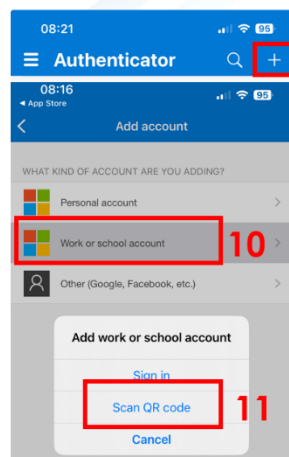 08:21
95
Authenticator
08:16
95
App Store
Add account
WHAT KIND OF ACCOUNT ARE YOU ADDING?
Personal account
Work or school account
10
Other (Google, Facebook, etc.)
Add work or school account
Sign in
Scan QR code
11
Cancel